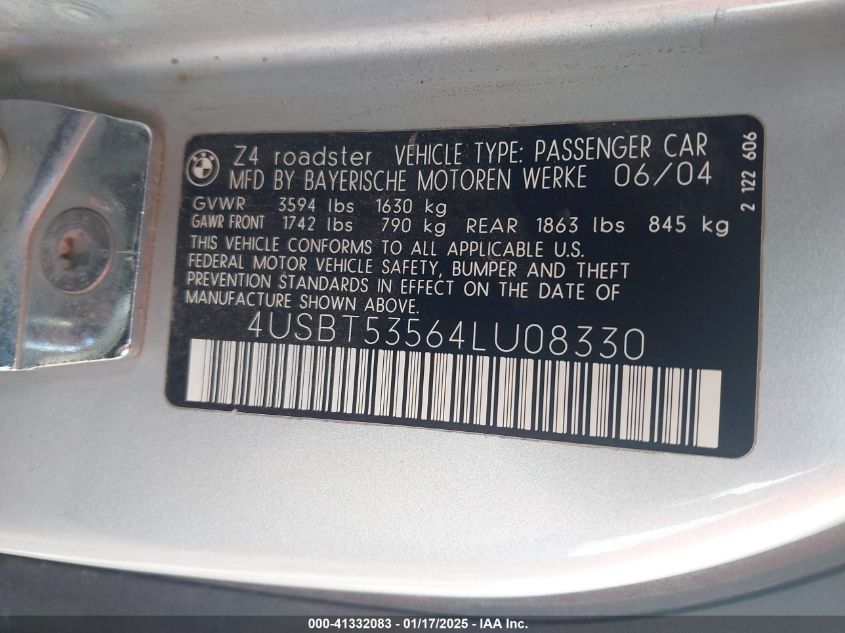 BMW
Z4 roadster VEHICLE TYPE: PASSENGER CAR
MFD BY BAYERISCHE MOTOREN WERKE 06/04
GVWR 3594 lbs 1630 kg
GAWR FRONT 1742 lbs 790 kg REAR 1863 lbs 845 kg
THIS VEHICLE CONFORMS TO ALL APPLICABLE U.S.
FEDERAL MOTOR VEHICLE SAFETY, BUMPER AND THEFT
PREVENTION STANDARDS IN EFFECT ON THE DATE OF
MANUFACTURE SHOWN ABOVE.
4USBT53564LU08330
2 122 606
000-41332083 - 01/17/2025 - IAA Inc.